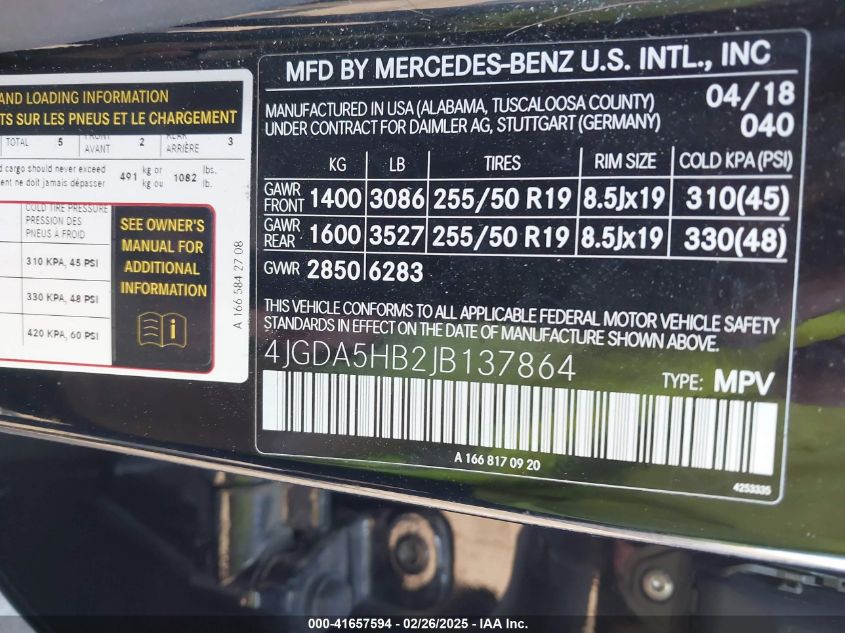 AND LOADING INFORMATION
TS SUR LES PNEUS ET LE CHARGEMENT
TOTAL 5 FRONT AVANT 2 REAR ARRIÈRE 3
d cargo should never exceed 491 kg or 1082 lbs.
ent ne doit jamais dépasser kg ou lb.
COLD TIRE PRESSURE
PRESSION DES
PNEUS À FROID
310 KPA, 45 PSI
330 KPA, 48 PSI
420 KPA, 60 PSI
SEE OWNER'S
MANUAL FOR
ADDITIONAL
INFORMATION
A 166 584 27 08
MFD BY MERCEDES-BENZ U.S. INTL., INC
MANUFACTURED IN USA (ALABAMA, TUSCALOOSA COUNTY) 04/18
UNDER CONTRACT FOR DAIMLER AG, STUTTGART (GERMANY) 040
KG LB TIRES RIM SIZE COLD KPA (PSI)
GAWR FRONT 1400 3086 255/50 R19 8.5Jx19 310(45)
GAWR REAR 1600 3527 255/50 R19 8.5Jx19 330(48)
GVWR 2850 6283
THIS VEHICLE CONFORMS TO ALL APPLICABLE FEDERAL MOTOR VEHICLE SAFETY
STANDARDS IN EFFECT ON THE DATE OF MANUFACTURE SHOWN ABOVE.
4JGDA5HB2JB137864 TYPE: MPV
A 166 817 09 20
4253335
000-41657594 - 02/26/2025 - IAA Inc.